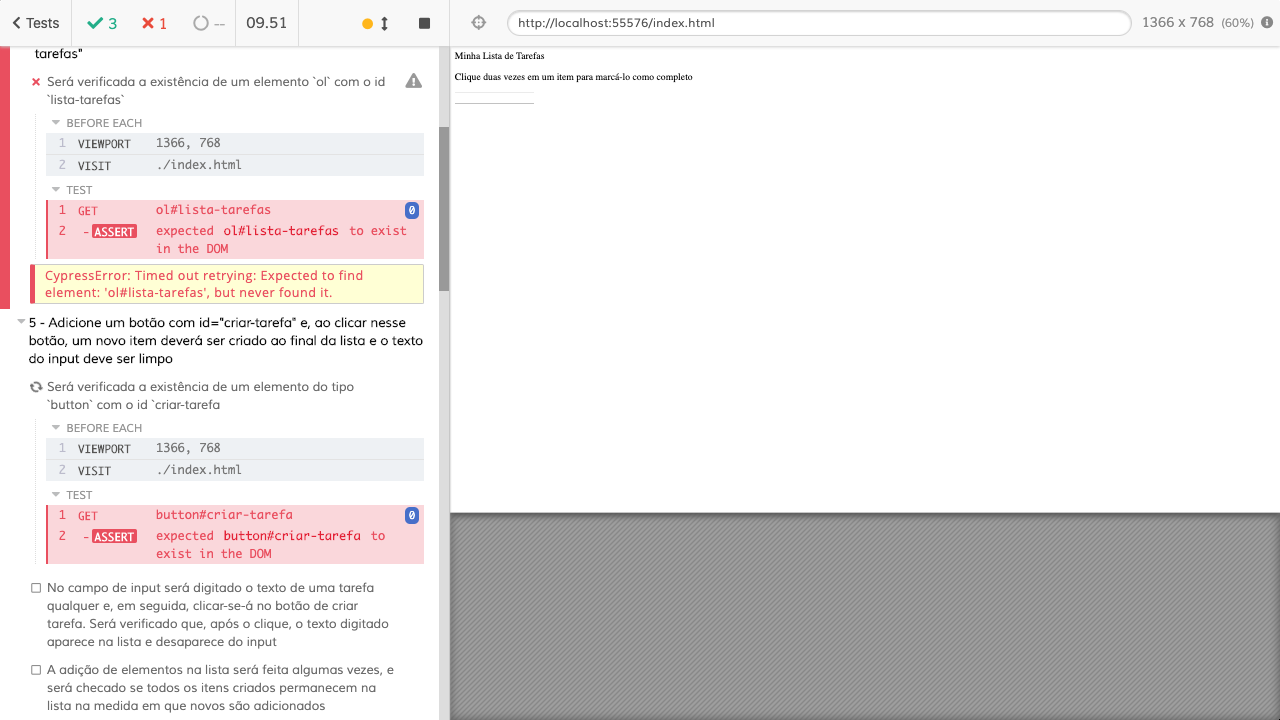 Tests
3
1
--
09.51
http://localhost:55576/index.html
1366 x 768 (60%)
tarefas"
Será verificada a existência de um elemento `ol` com o id
`lista-tarefas`
BEFORE EACH
1 VIEWPORT 1366, 768
2 VISIT ./index.html
TEST
1 GET ol#lista-tarefas 0
2 -ASSERT expected ol#lista-tarefas to exist
in the DOM
CypressError: Timed out retrying: Expected to find
element: 'ol#lista-tarefas', but never found it.
5 - Adicione um botão com id="criar-tarefa" e, ao clicar nesse
botão, um novo item deverá ser criado ao final da lista e o texto
do input deve ser limpo
Será verificada a existência de um elemento do tipo
`button` com o id `criar-tarefa
BEFORE EACH
1 VIEWPORT 1366, 768
2 VISIT ./index.html
TEST
1 GET button#criar-tarefa 0
2 -ASSERT expected button#criar-tarefa to
exist in the DOM
No campo de input será digitado o texto de uma tarefa
qualquer e, em seguida, clicar-se-á no botão de criar
tarefa. Será verificado que, após o clique, o texto digitado
aparece na lista e desaparece do input
A adição de elementos na lista será feita algumas vezes, e
será checado se todos os itens criados permanecem na
lista na medida em que novos são adicionados
Minha Lista de Tarefas
Clique duas vezes em um item para marcá-lo como completo